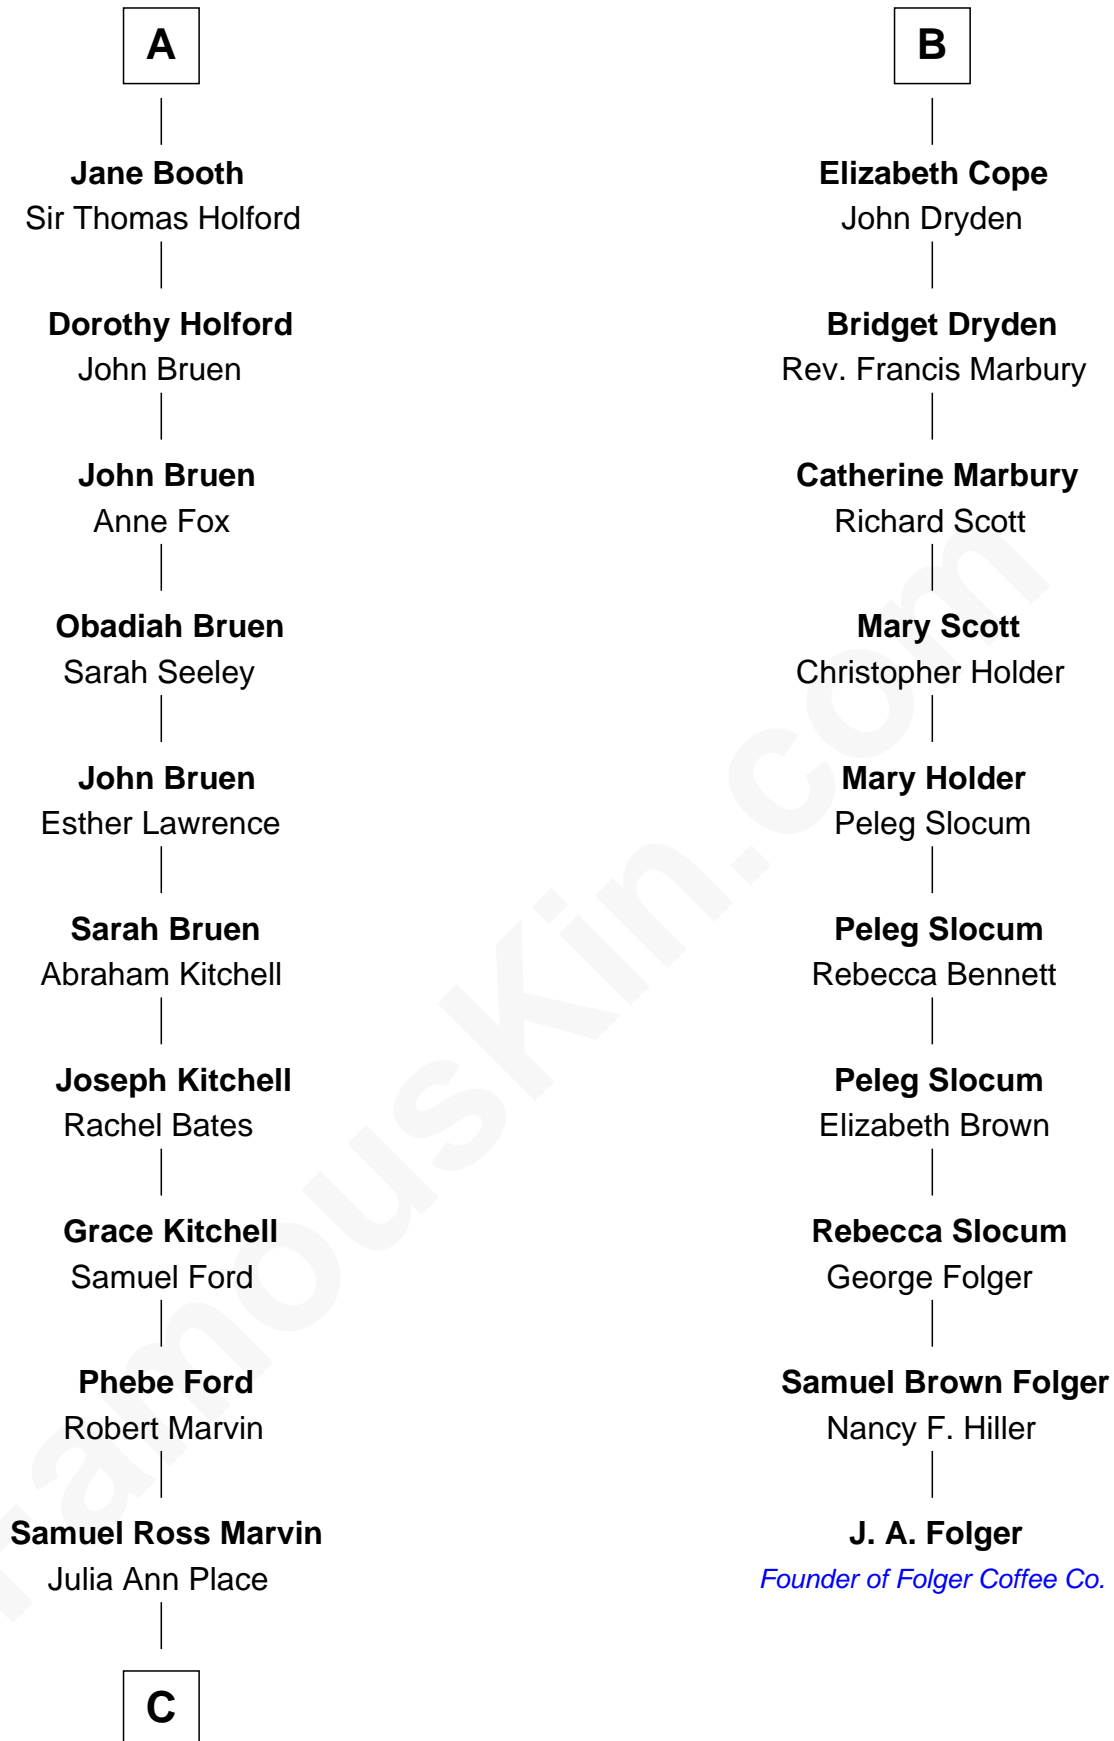 A
Jane Booth
Sir Thomas Holford
Dorothy Holford
John Bruen
John Bruen
Anne Fox
Obadiah Bruen
Sarah Seeley
John Bruen
Esther Lawrence
Sarah Bruen
Abraham Kitchell
Joseph Kitchell
Rachel Bates
Grace Kitchell
Samuel Ford
Phebe Ford
Robert Marvin
Samuel Ross Marvin
Julia Ann Place
C
B
Elizabeth Cope
John Dryden
Bridget Dryden
Rev. Francis Marbury
Catherine Marbury
Richard Scott
Mary Scott
Christopher Holder
Mary Holder
Peleg Slocum
Peleg Slocum
Rebecca Bennett
Peleg Slocum
Elizabeth Brown
Rebecca Slocum
George Folger
Samuel Brown Folger
Nancy F. Hiller
J. A. Folger
Founder of Folger Coffee Co.
FamousKin.com